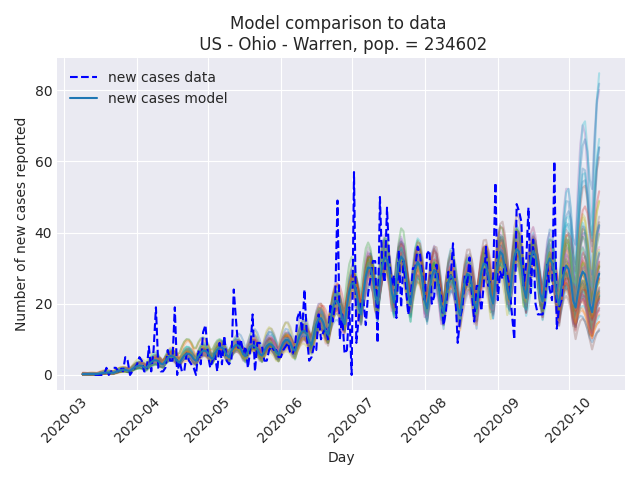 Model comparison to data
US - Ohio - Warren, pop. = 234602
new cases data
new cases model
Number of new cases reported
80
60
40
20
0
2020-03
2020-04
2020-05
2020-06
2020-07
2020-08
2020-09
2020-10
Day